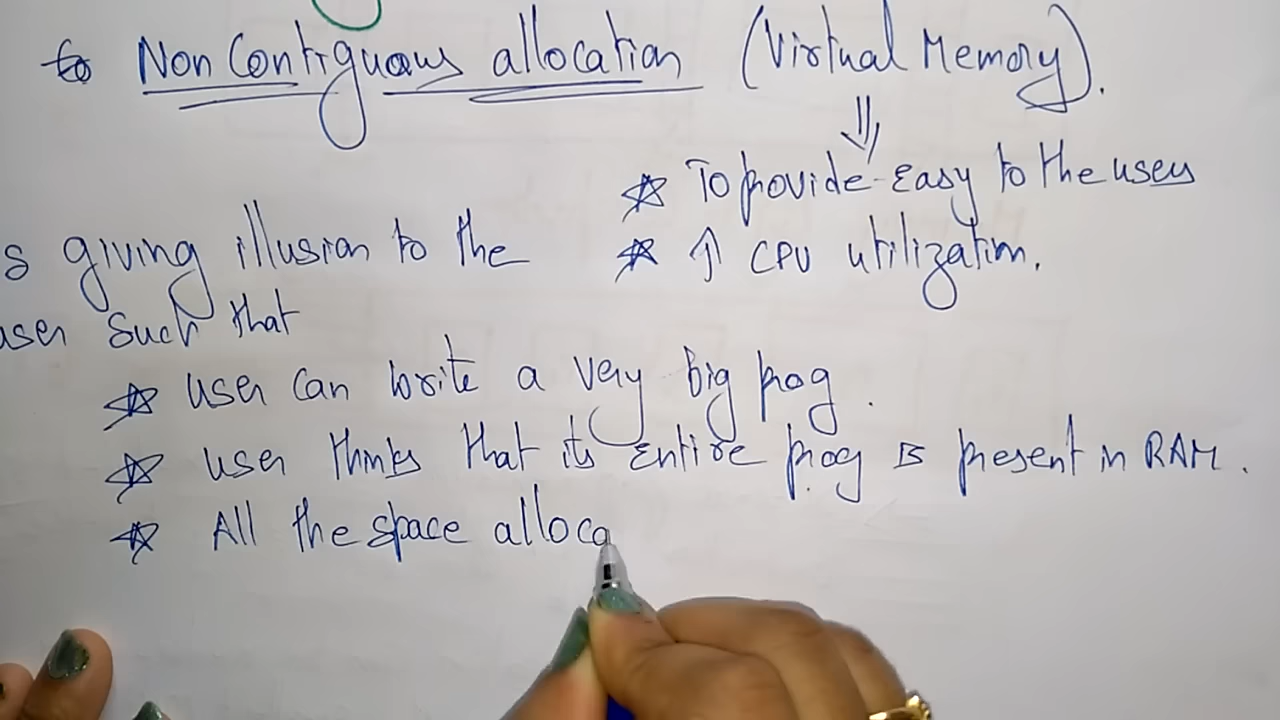 Non Contiguous allocation (Virtual Memory).
⇓
☆ To provide easy to the users
☆ ↑ CPU utilization.
s giving illusion to the
user such that
☆ user can write a very big prog.
☆ user thinks that its entire prog is present in RAM.
☆ All the space alloca